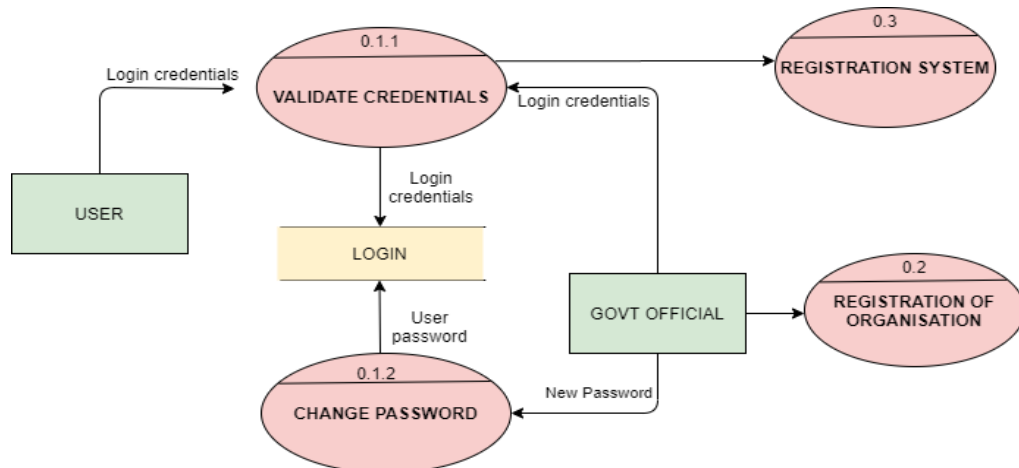 0.1.1
VALIDATE CREDENTIALS
0.3
REGISTRATION SYSTEM
Login credentials
Login credentials
USER
Login
credentials
LOGIN
GOVT OFFICIAL
0.2
REGISTRATION OF
ORGANISATION
User
password
0.1.2
CHANGE PASSWORD
New Password